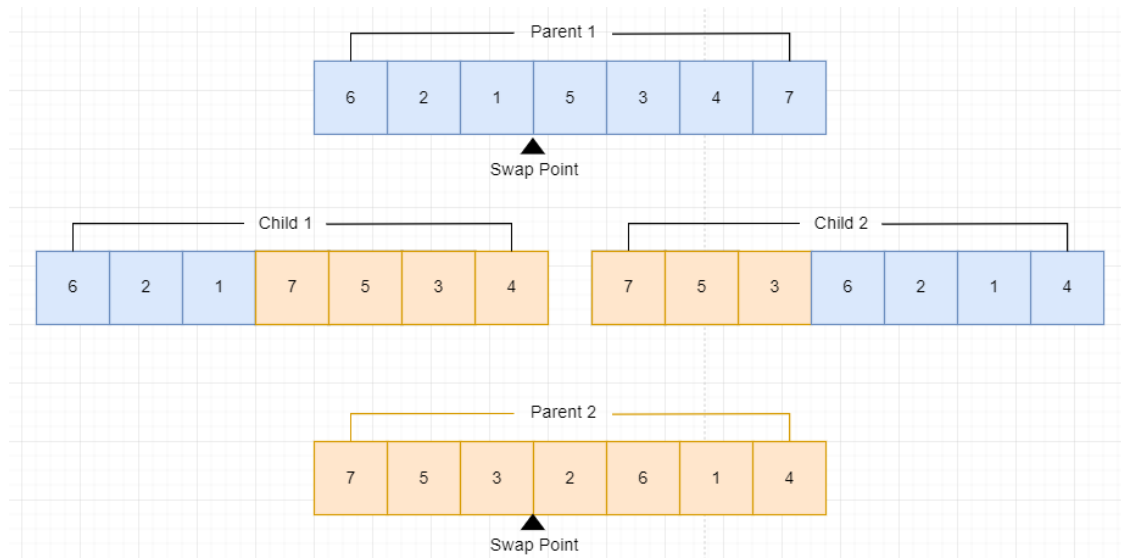 Parent 1
6 2 1 5 3 4 7
Swap Point
Child 1 Child 2
6 2 1 7 5 3 4 7 5 3 6 2 1 4
Parent 2
7 5 3 2 6 1 4
Swap Point